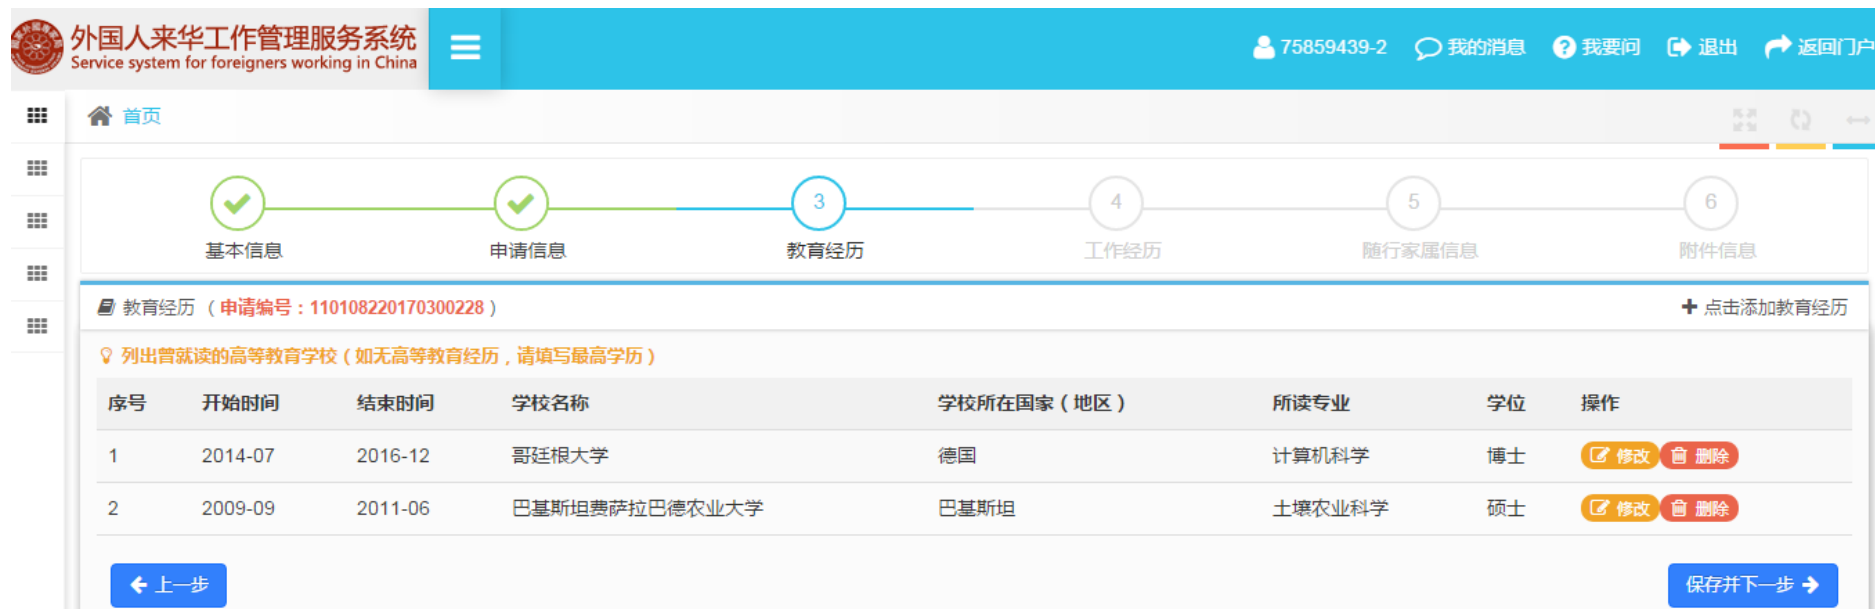 外国人来华工作管理服务系统
Service system for foreigners working in China
75859439-2 我的消息 我要问 退出 返回门户
首页
3 4 5 6
基本信息 申请信息 教育经历 工作经历 随行家属信息 附件信息
教育经历 （申请编号：110108220170300228） 点击添加教育经历
列出曾就读的高等教育学校（如无高等教育经历，请填写最高学历）
序号 开始时间 结束时间 学校名称 学校所在国家（地区） 所读专业 学位 操作
1 2014-07 2016-12 哥廷根大学 德国 计算机科学 博士 修改 删除
2 2009-09 2011-06 巴基斯坦费萨拉巴德农业大学 巴基斯坦 土壤农业科学 硕士 修改 删除
上一步 保存并下一步